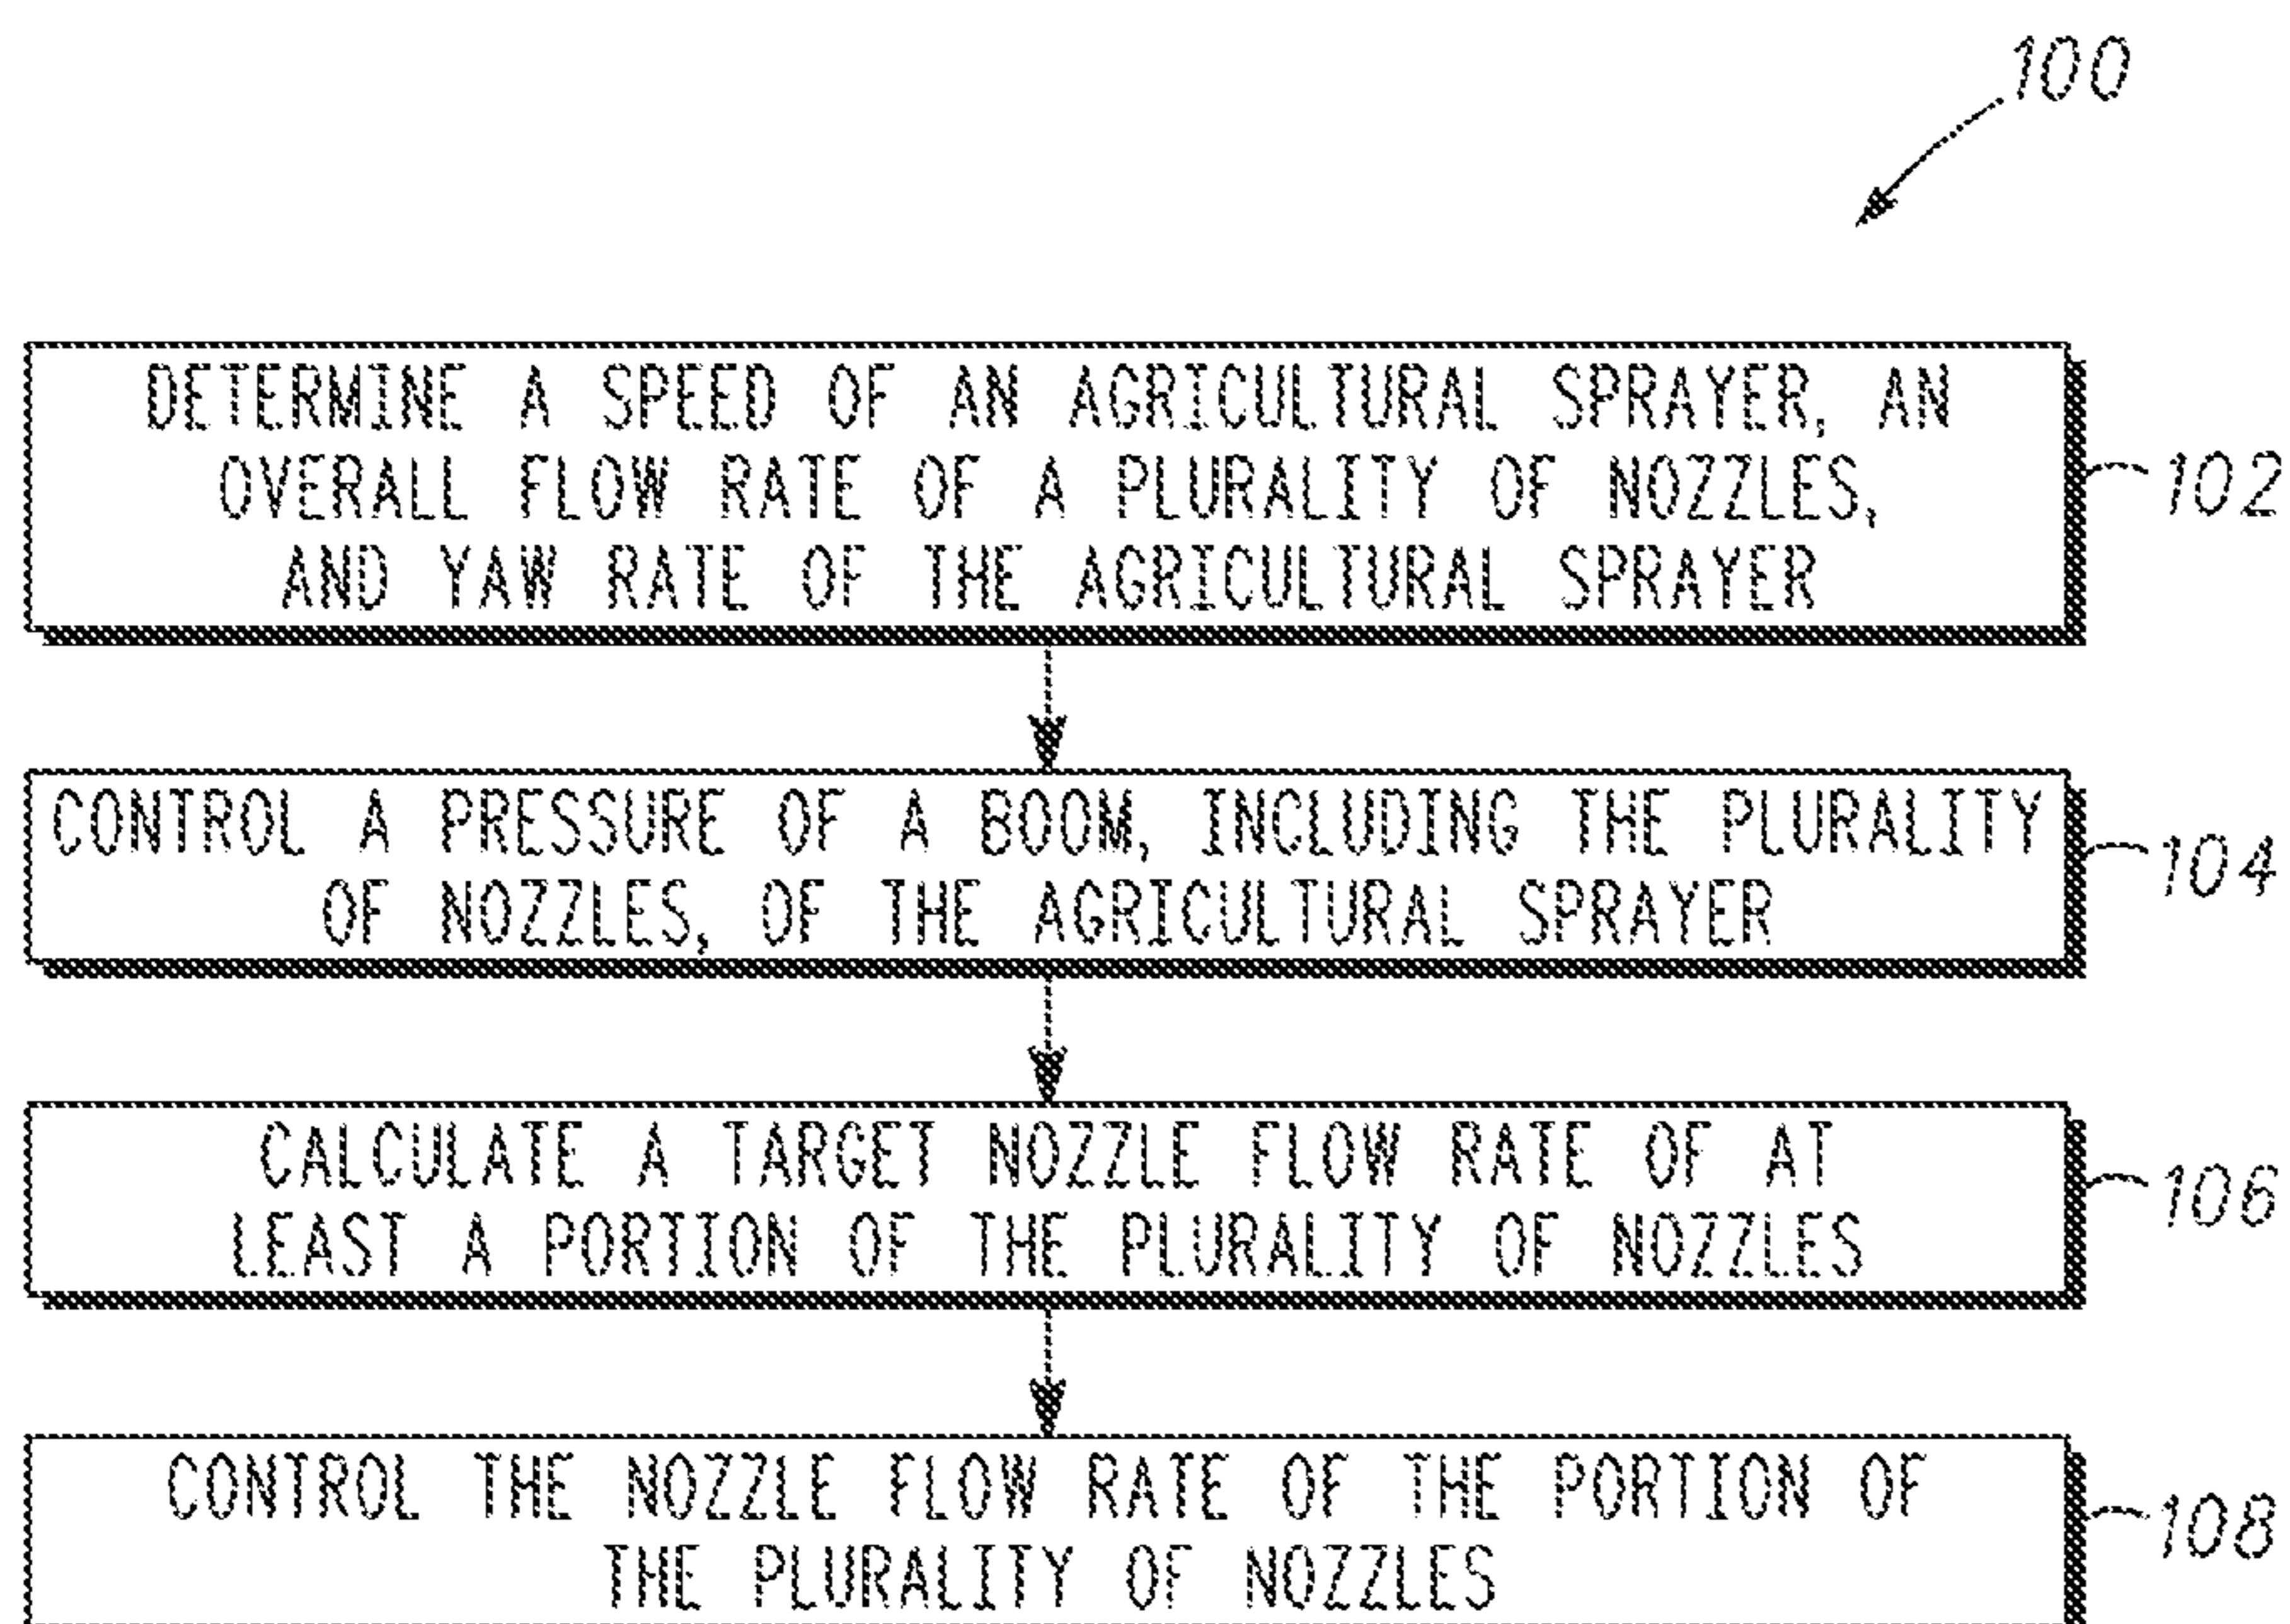 100
DETERMINE A SPEED OF AN AGRICULTURAL SPRAYER, AN
OVERALL FLOW RATE OF A PLURALITY OF NOZZLES,
AND YAW RATE OF THE AGRICULTURAL SPRAYER
102
CONTROL A PRESSURE OF A BOOM, INCLUDING THE PLURALITY
OF NOZZLES, OF THE AGRICULTURAL SPRAYER
104
CALCULATE A TARGET NOZZLE FLOW RATE OF AT
LEAST A PORTION OF THE PLURALITY OF NOZZLES
106
CONTROL THE NOZZLE FLOW RATE OF THE PORTION OF
THE PLURALITY OF NOZZLES
108